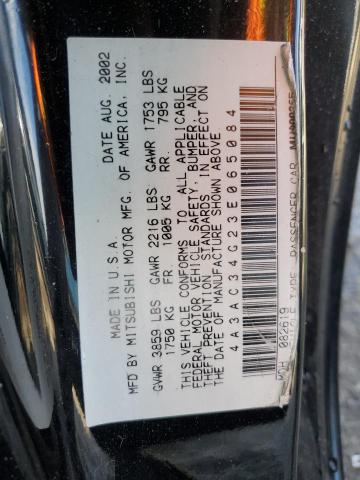 MADE IN U.S.A. DATE AUG. 2002
MFD BY MITSUBISHI MOTOR MFG. OF AMERICA, INC.
GVWR 3859 LBS GAWR 2216 LBS GAWR 1753 LBS
1750 KG FR 1005 KG RR. 795 KG
THIS VEHICLE CONFORMS TO ALL APPLICABLE
FEDERAL MOTOR VEHICLE SAFETY, BUMPER, AND
THEFT PREVENTION STANDARDS IN EFFECT ON
THE DATE OF MANUFACTURE SHOWN ABOVE
4A3AC34G23E065084
TYPE PASSENGER CAR
MDH 082619